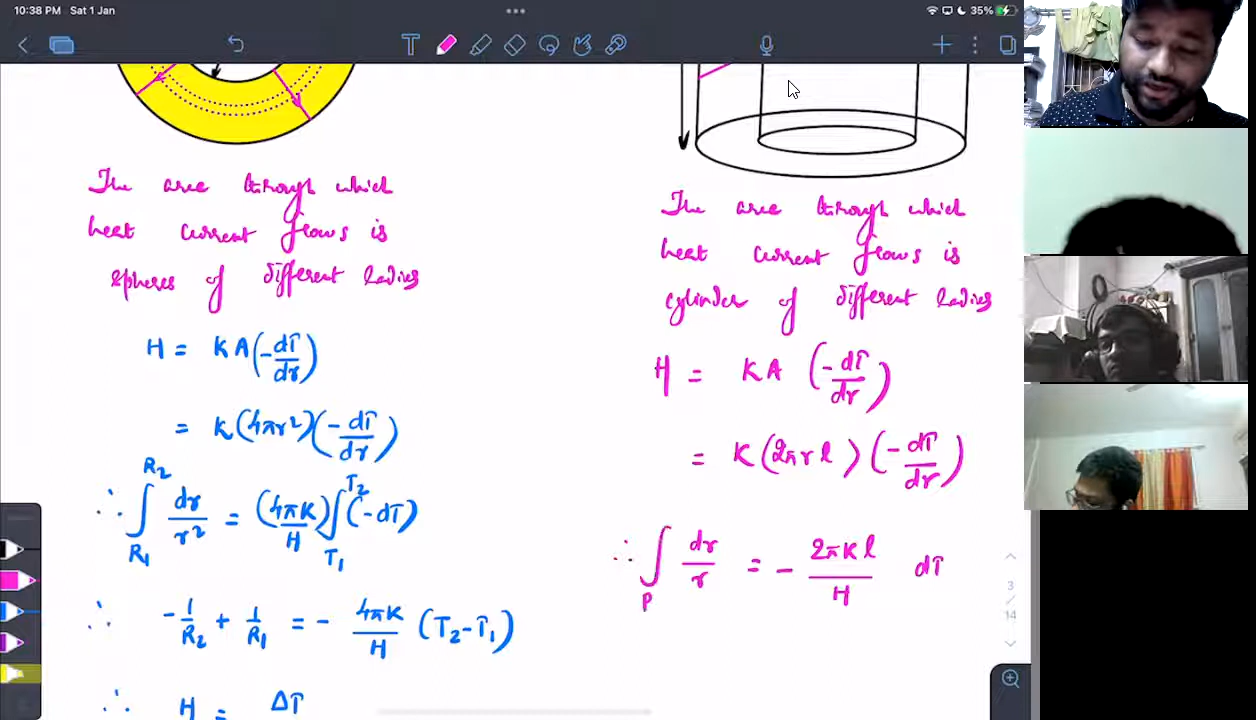 10:38 PM Sat 1 Jan
35%
The area through which
heat current flows is
spheres of different radius
H = KA(-dT/dr)
= K(4πr²)(-dT/dr)
∴ ∫_{R₁}^{R₂} dr/r² = (4πK/H) ∫_{T₁}^{T₂} (-dT)
∴ -1/R₂ + 1/R₁ = - 4πK/H (T₂-T₁)
∴ H = ΔT
The area through which
heat current flows is
cylinder of different radius
H = KA (-dT/dr)
= K(2πrl)(-dT/dr)
∴ ∫_P dr/r = - 2πKl/H dT
3
/
14